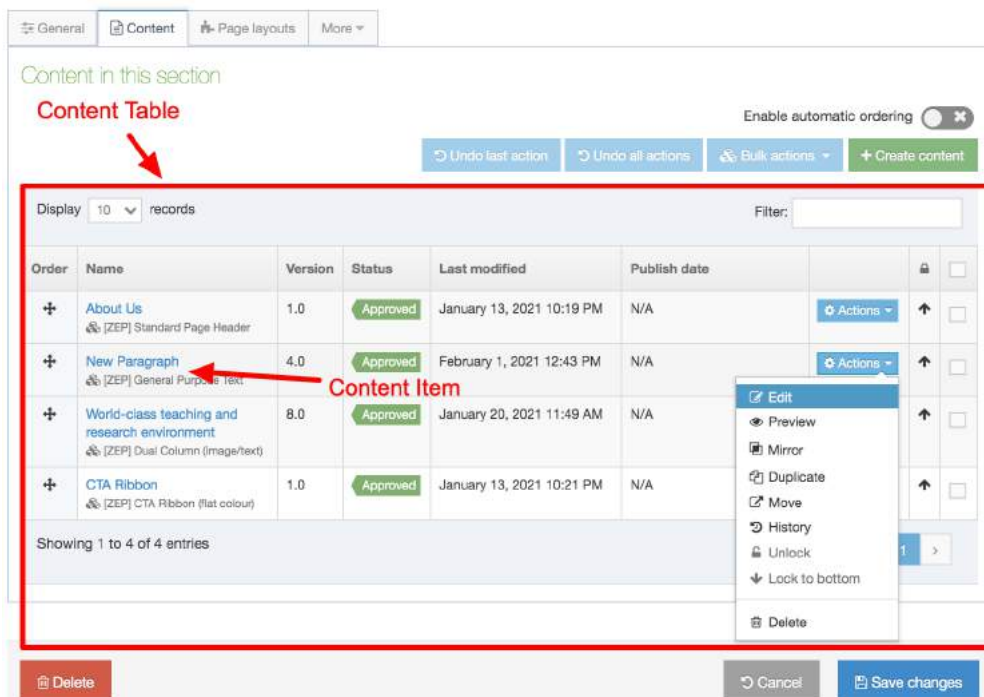 General Content Page layouts More
Content in this section
Content Table
Enable automatic ordering
Undo last action Undo all actions Bulk actions + Create content
Display 10 records Filter:
Order Name Version Status Last modified Publish date
About Us 1.0 Approved January 13, 2021 10:19 PM N/A Actions
[ZEP] Standard Page Header
New Paragraph 4.0 Approved February 1, 2021 12:43 PM N/A Actions
[ZEP] General Purpose Text
Content Item
Edit
World-class teaching and 8.0 Approved January 20, 2021 11:49 AM N/A
research environment
[ZEP] Dual Column (image/text)
Preview
Mirror
Duplicate
CTA Ribbon 1.0 Approved January 13, 2021 10:21 PM N/A
[ZEP] CTA Ribbon (flat colour)
Move
History
Showing 1 to 4 of 4 entries 1 >
Unlock
Lock to bottom
Delete
Delete Cancel Save changes